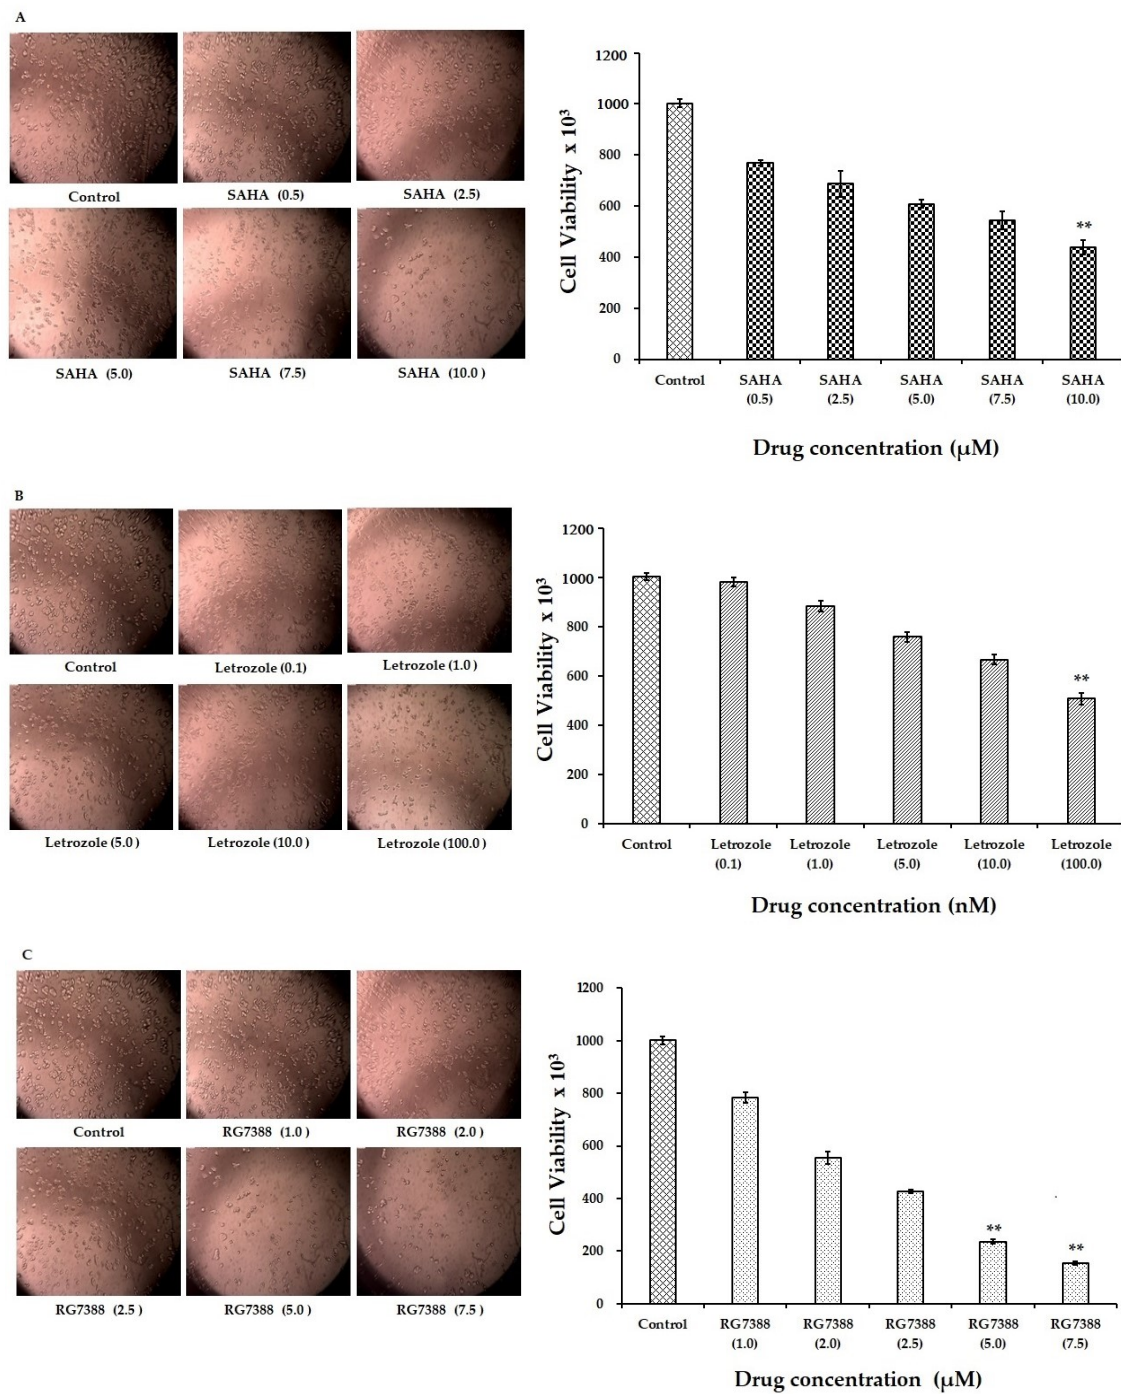 A
Control
SAHA (0.5)
SAHA (2.5)
SAHA (5.0)
SAHA (7.5)
SAHA (10.0 )
Cell Viability x 10³
1200
1000
800
600
400
200
0
**
Control
SAHA
(0.5)
SAHA
(2.5)
SAHA
(5.0)
SAHA
(7.5)
SAHA
(10.0)
Drug concentration (µM)
B
Control
Letrozole (0.1)
Letrozole (1.0 )
Letrozole (5.0 )
Letrozole (10.0 )
Letrozole (100.0 )
Cell Viability x 10³
1200
1000
800
600
400
200
0
**
Control
Letrozole
(0.1)
Letrozole
(1.0)
Letrozole
(5.0)
Letrozole
(10.0)
Letrozole
(100.0)
Drug concentration (nM)
C
Control
RG7388 (1.0 )
RG7388 (2.0 )
RG7388 (2.5 )
RG7388 (5.0 )
RG7388 (7.5 )
Cell Viability x 10³
1200
1000
800
600
400
200
0
**
**
Control
RG7388
(1.0)
RG7388
(2.0)
RG7388
(2.5)
RG7388
(5.0)
RG7388
(7.5)
Drug concentration (µM)